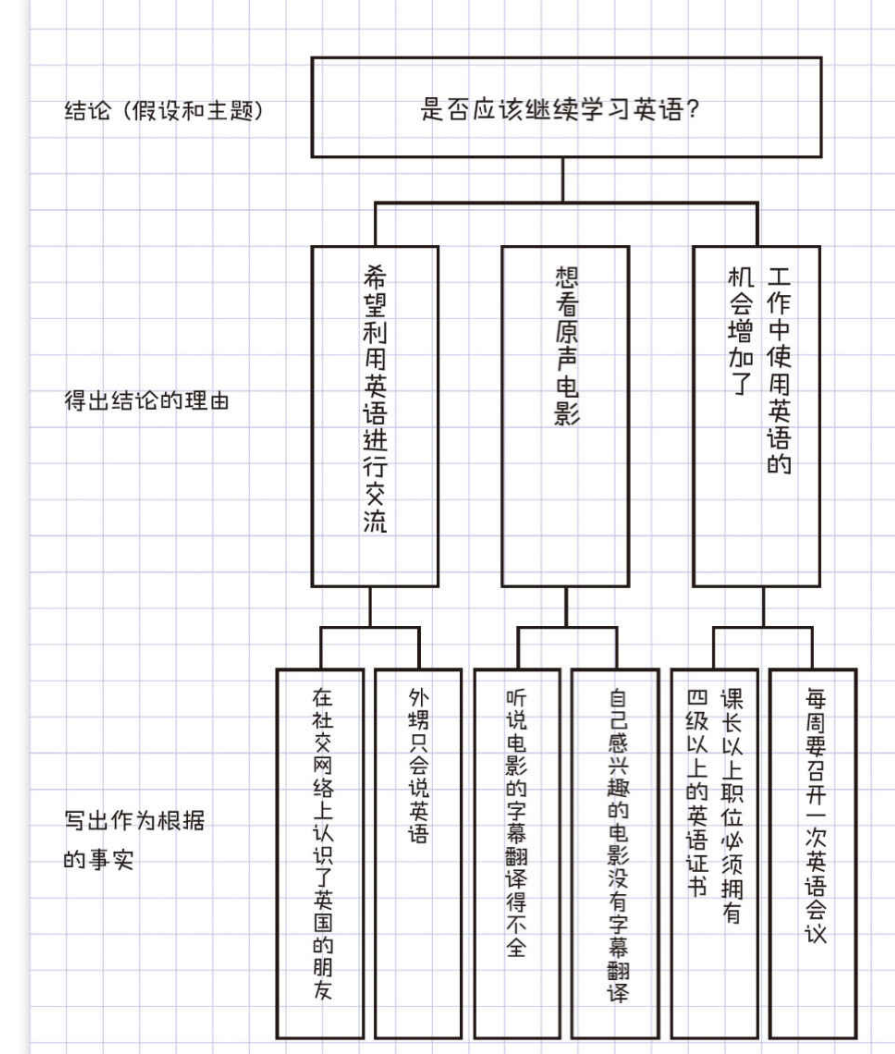 结论（假设和主题）
是否应该继续学习英语？
得出结论的理由
希望利用英语进行交流
想看原声电影
工作中使用英语的
机会增加了
写出作为根据
的事实
在社交网络上认识了英国的朋友
外甥只会说英语
听说电影的字幕翻译得不全
自己感兴趣的电影没有字幕翻译
课长以上职位必须拥有
四级以上的英语证书
每周要召开一次英语会议